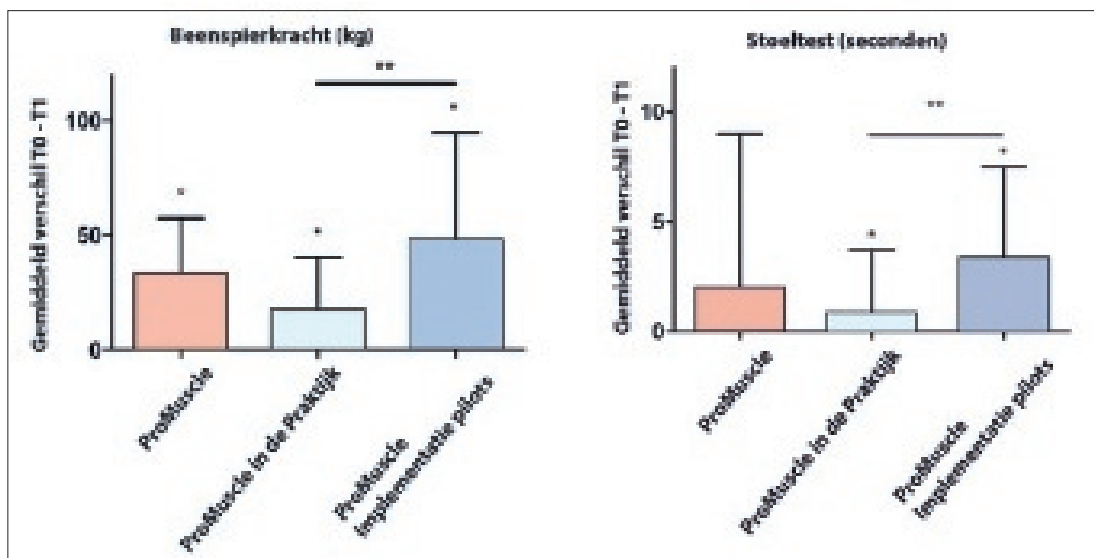 Beenspierkracht (kg)
Gemiddeld verschil T0 - T1
100
50
0
*
*
*
**
ProMuscle
ProMuscle in de Praktijk
ProMuscle
implementatie pilots
Stoeltest (seconden)
Gemiddeld verschil T0 - T1
10
5
0
*
*
**
ProMuscle
ProMuscle in de Praktijk
ProMuscle
implementatie pilots